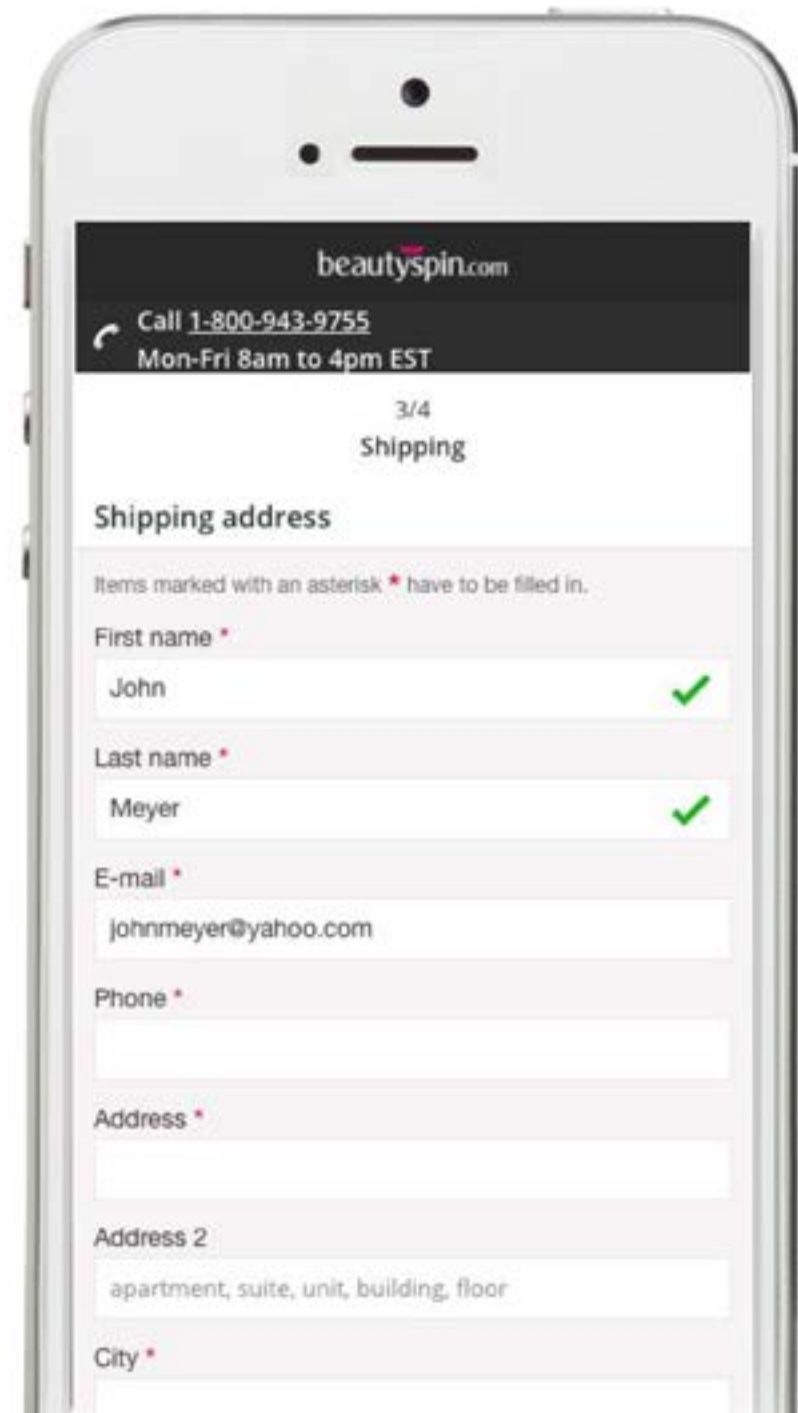 beautyspin.com
Call 1-800-943-9755
Mon-Fri 8am to 4pm EST
3/4
Shipping
Shipping address
Items marked with an asterisk * have to be filled in.
First name *
John
Last name *
Meyer
E-mail *
johnmeyer@yahoo.com
Phone *
Address *
Address 2
apartment, suite, unit, building, floor
City *